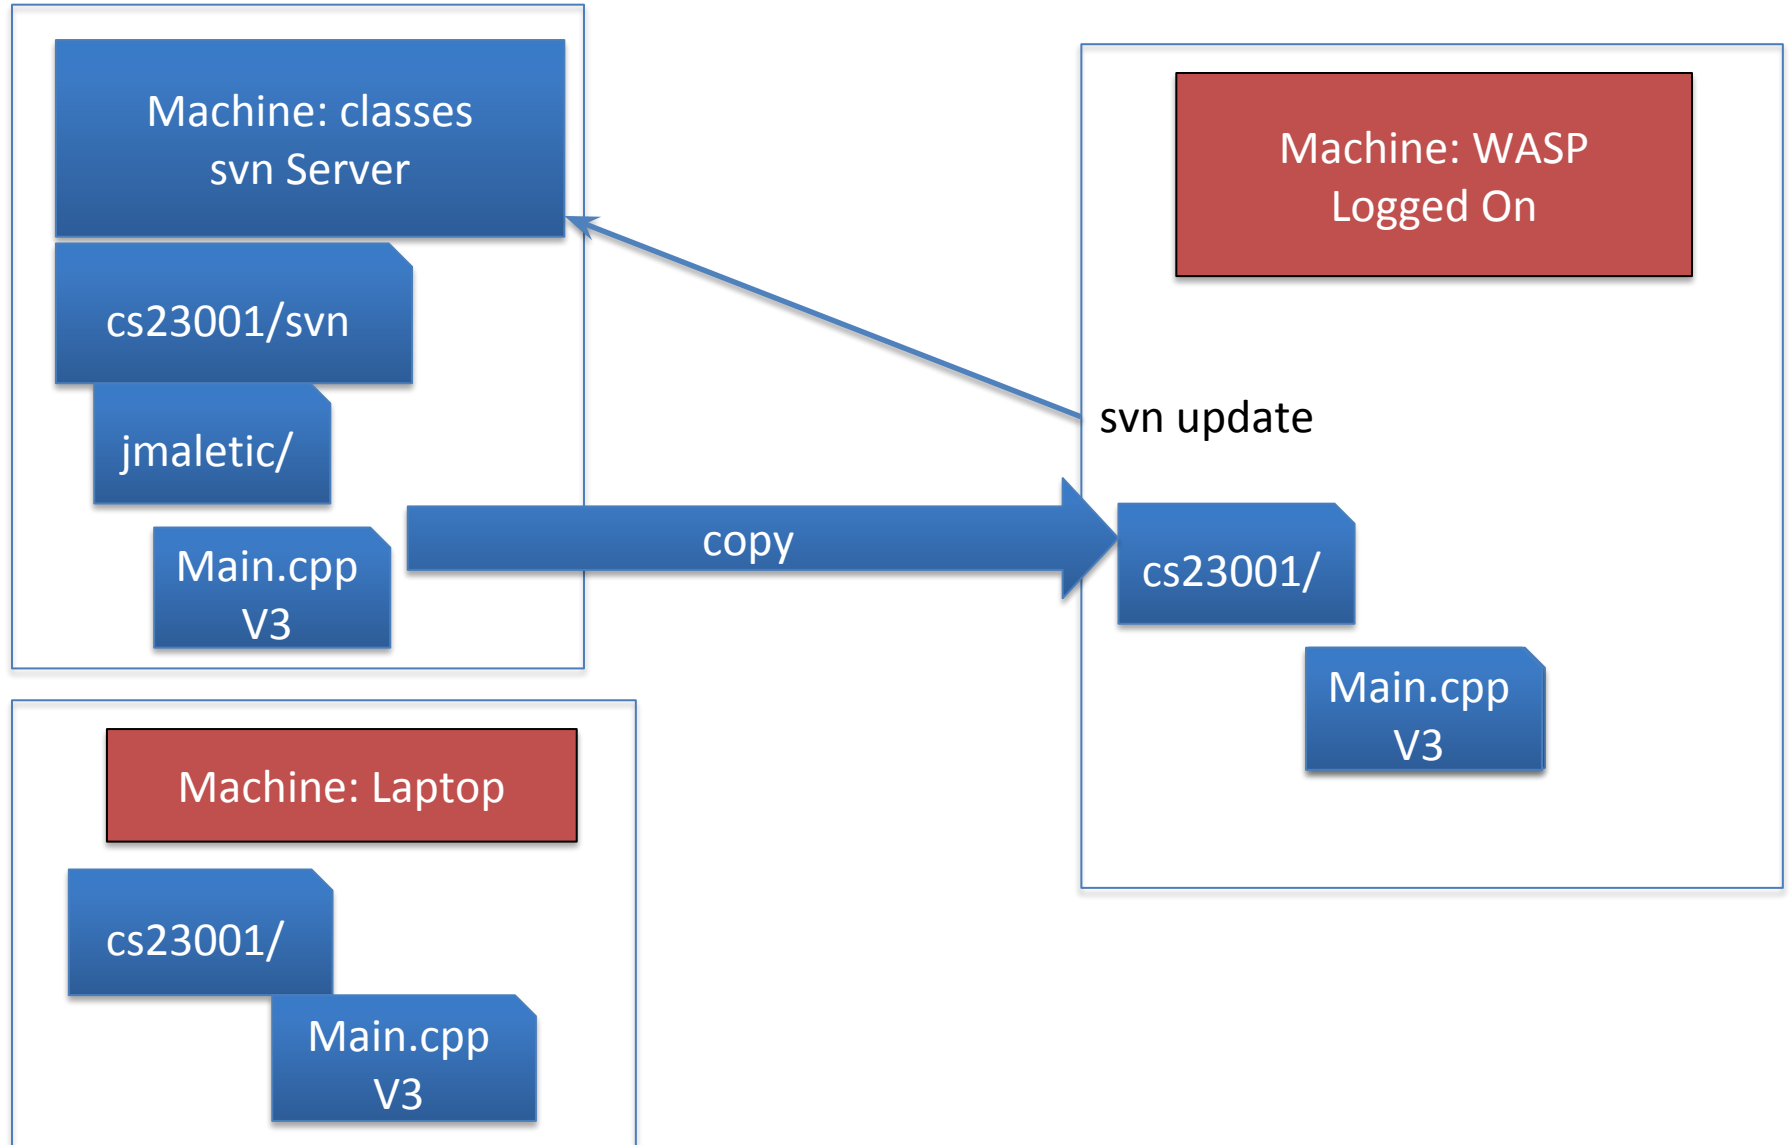 Machine: classes
svn Server
cs23001/svn
jmaletic/
Main.cpp
V3
copy
svn update
Machine: WASP
Logged On
cs23001/
Main.cpp
V3
Machine: Laptop
cs23001/
Main.cpp
V3